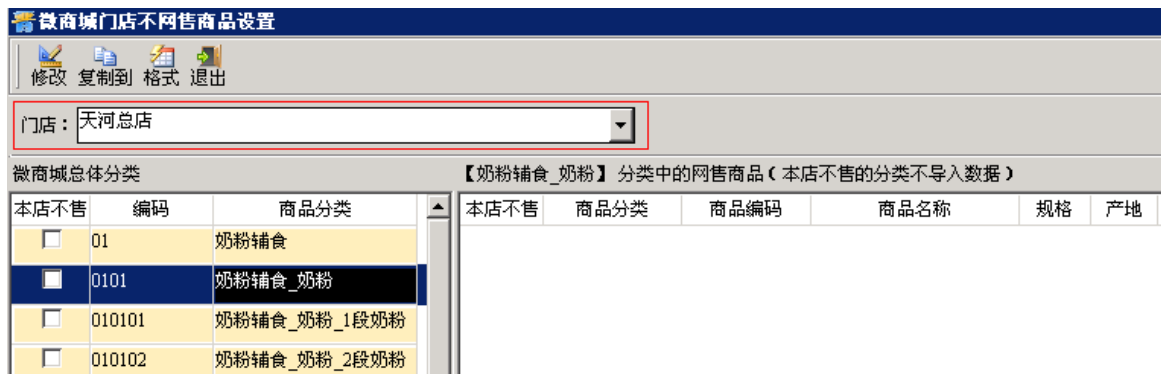 微商城门店不网售商品设置
修改 复制到 格式 退出
门店：天河总店
微商城总体分类 【奶粉辅食_奶粉】分类中的网售商品(本店不售的分类不导入数据)
本店不售 编码 商品分类 本店不售 商品分类 商品编码 商品名称 规格 产地
01 奶粉辅食
0101 奶粉辅食_奶粉
010101 奶粉辅食_奶粉_1段奶粉
010102 奶粉辅食_奶粉_2段奶粉